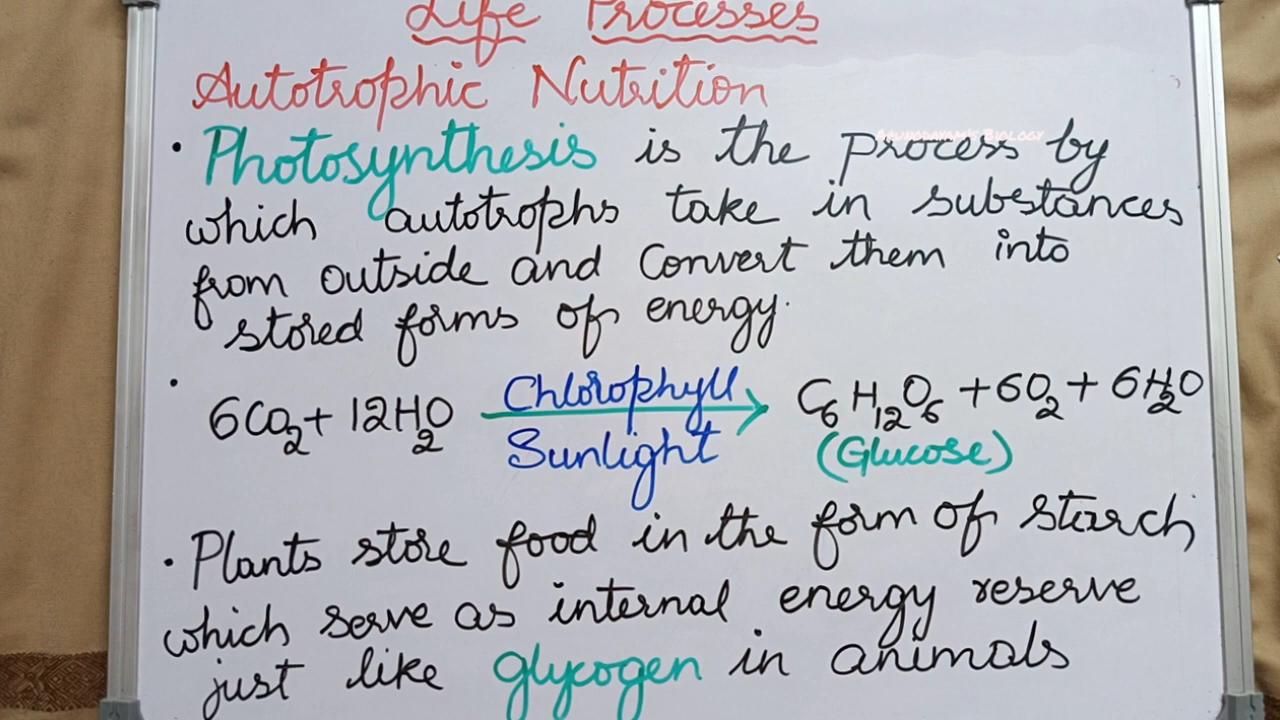 Life Processes
Autotrophic Nutrition
• Photosynthesis is the process by
which autotrophs take in substances
from outside and Convert them into
stored forms of energy.
• 6CO₂ + 12H₂O Chlorophyll Sunlight C₆H₁₂O₆ + 6O₂ + 6H₂O
(Glucose)
• Plants store food in the form of starch
which serve as internal energy reserve
just like glycogen in animals